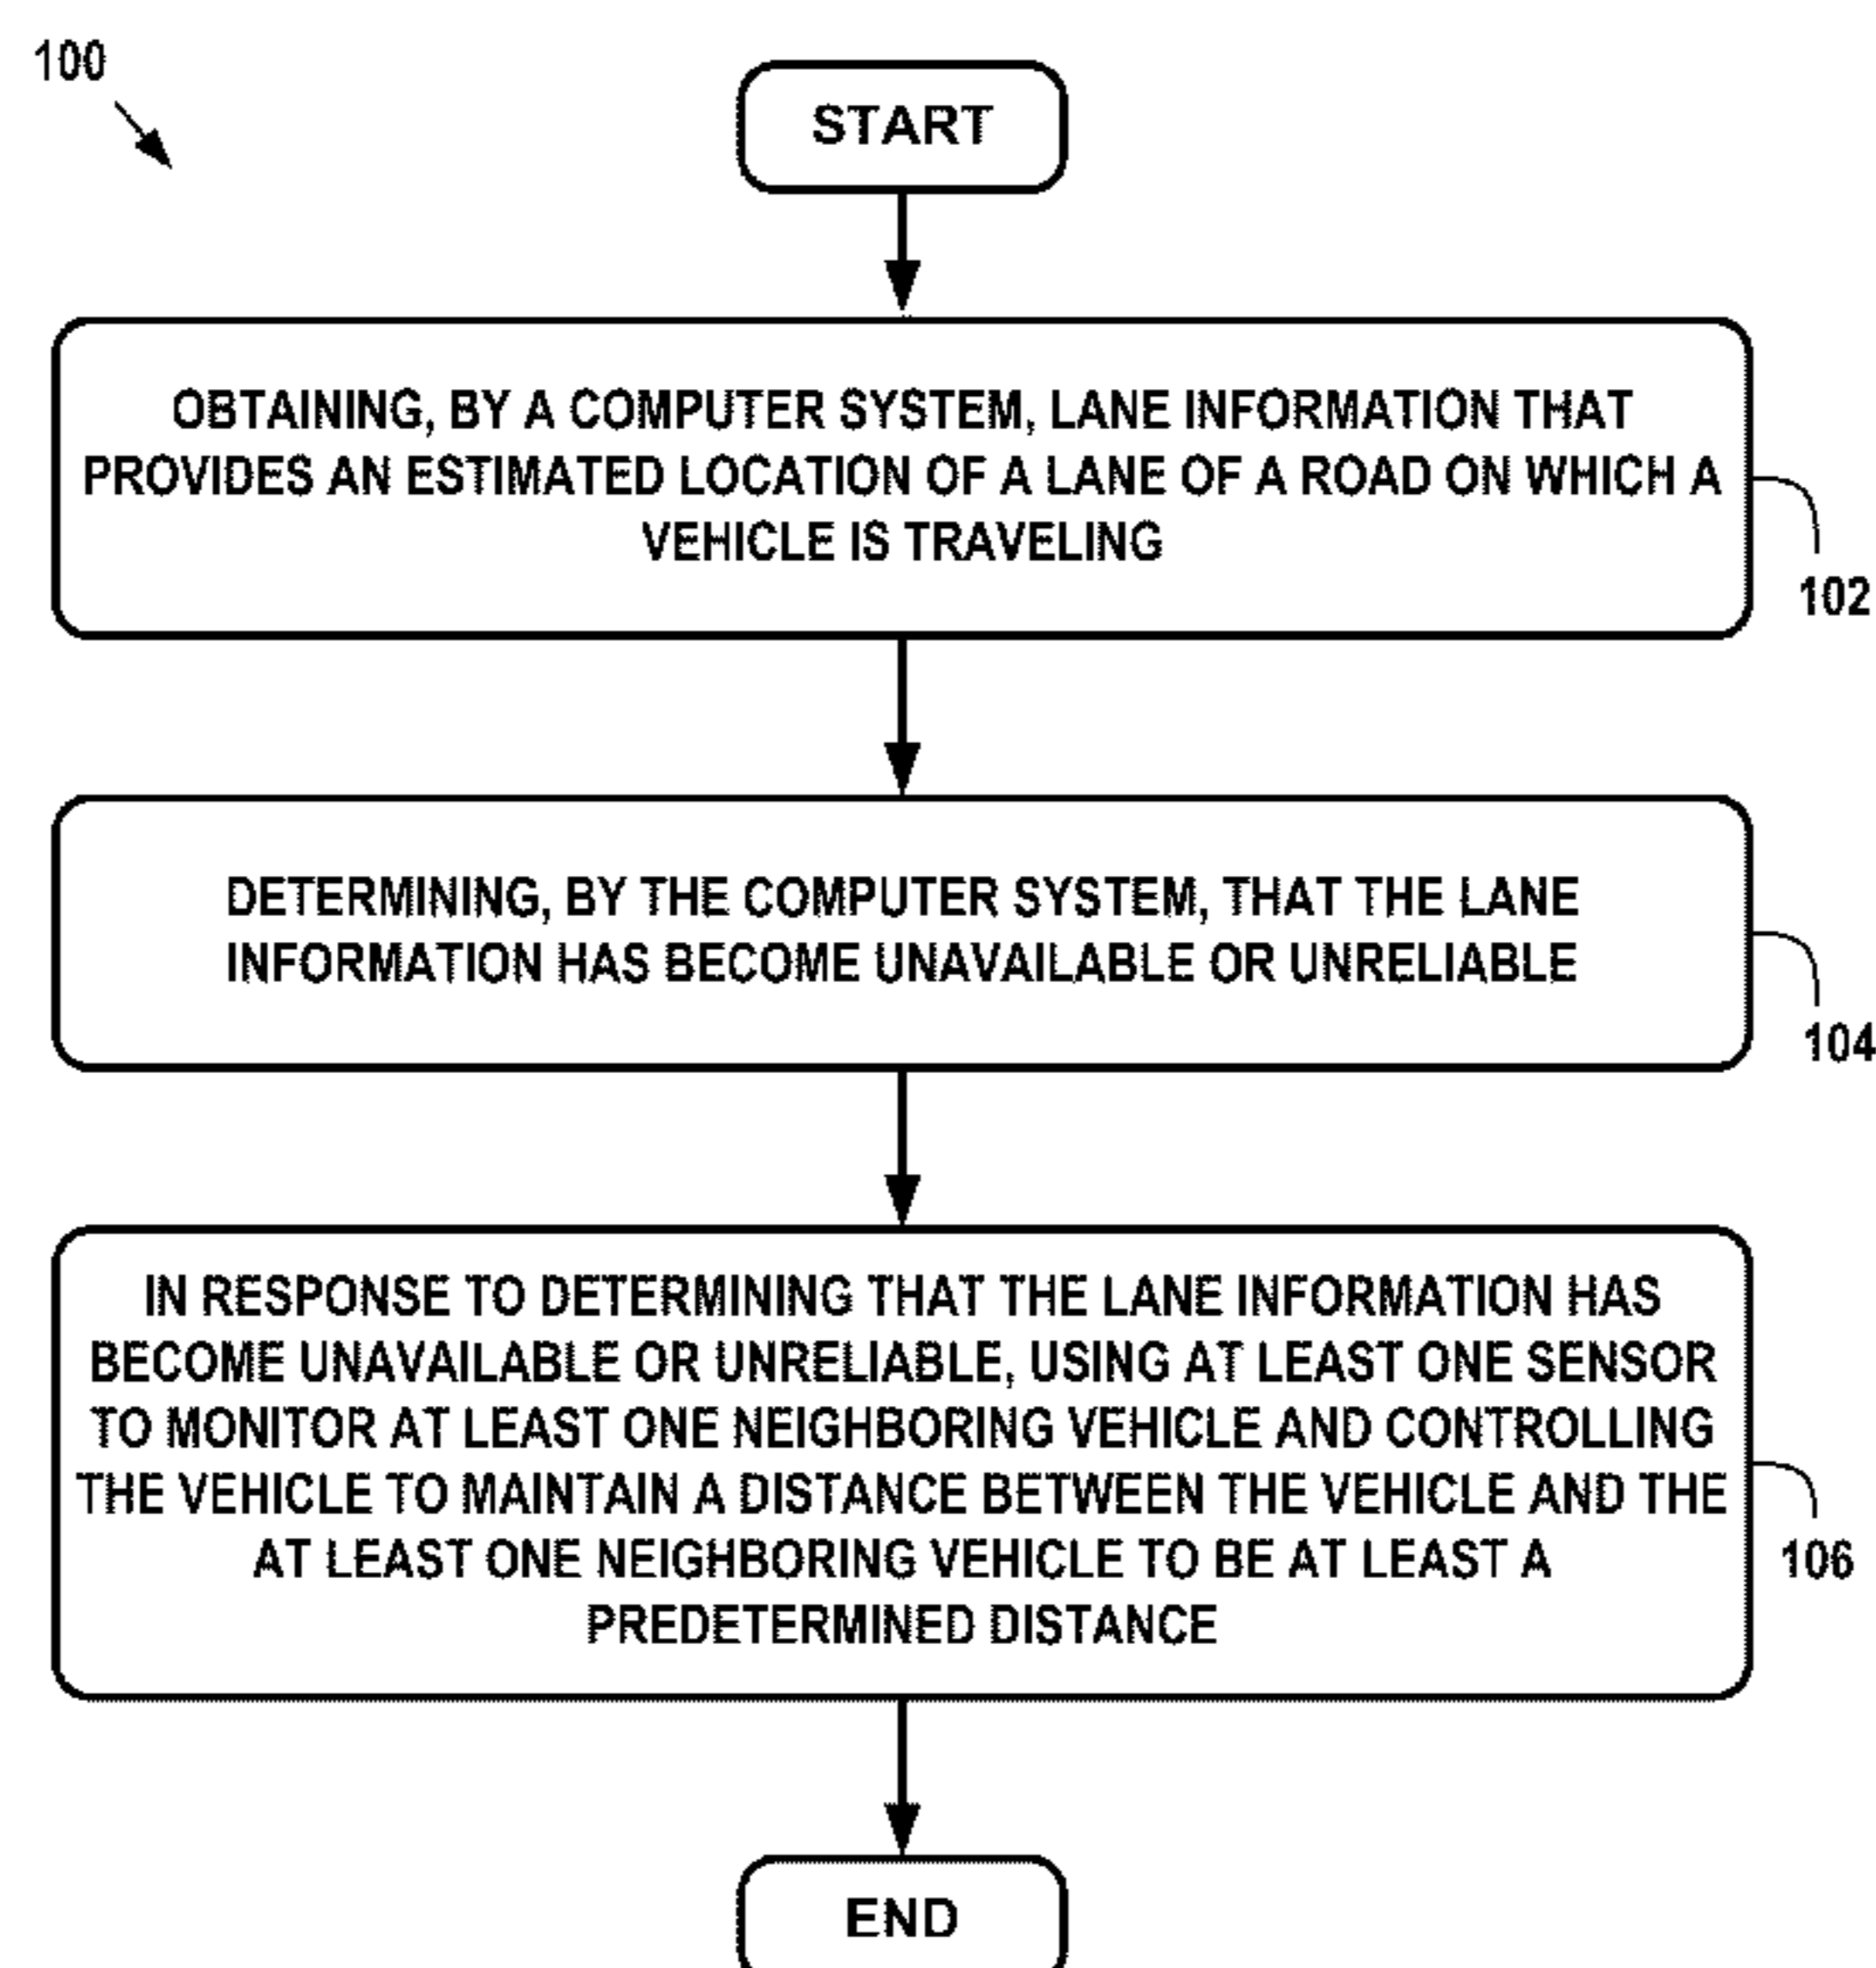 100
START
OBTAINING, BY A COMPUTER SYSTEM, LANE INFORMATION THAT
PROVIDES AN ESTIMATED LOCATION OF A LANE OF A ROAD ON WHICH A
VEHICLE IS TRAVELING
102
DETERMINING, BY THE COMPUTER SYSTEM, THAT THE LANE
INFORMATION HAS BECOME UNAVAILABLE OR UNRELIABLE
104
IN RESPONSE TO DETERMINING THAT THE LANE INFORMATION HAS
BECOME UNAVAILABLE OR UNRELIABLE, USING AT LEAST ONE SENSOR
TO MONITOR AT LEAST ONE NEIGHBORING VEHICLE AND CONTROLLING
THE VEHICLE TO MAINTAIN A DISTANCE BETWEEN THE VEHICLE AND THE
AT LEAST ONE NEIGHBORING VEHICLE TO BE AT LEAST A
PREDETERMINED DISTANCE
106
END